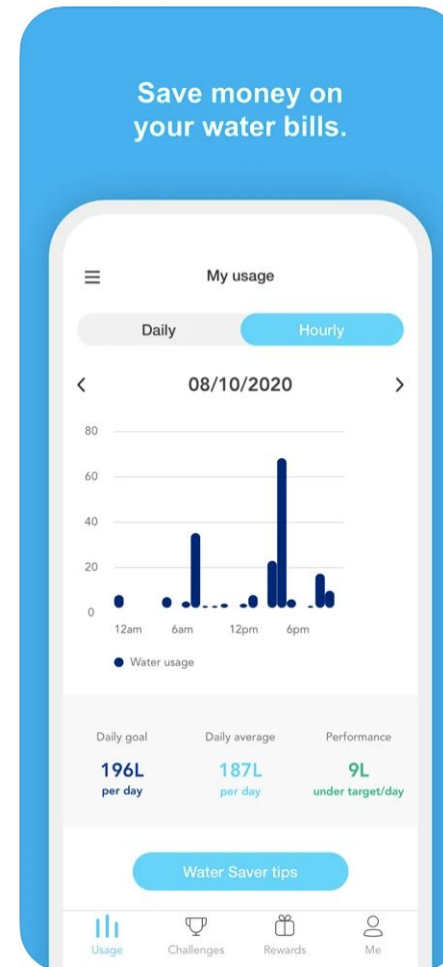 Save money on
your water bills.
My usage
Daily
Hourly
08/10/2020
80
60
40
20
0
12am 6am 12pm 6pm
Water usage
Daily goal Daily average Performance
196L 187L 9L
per day per day under target/day
Water Saver tips
Usage Challenges Rewards Me